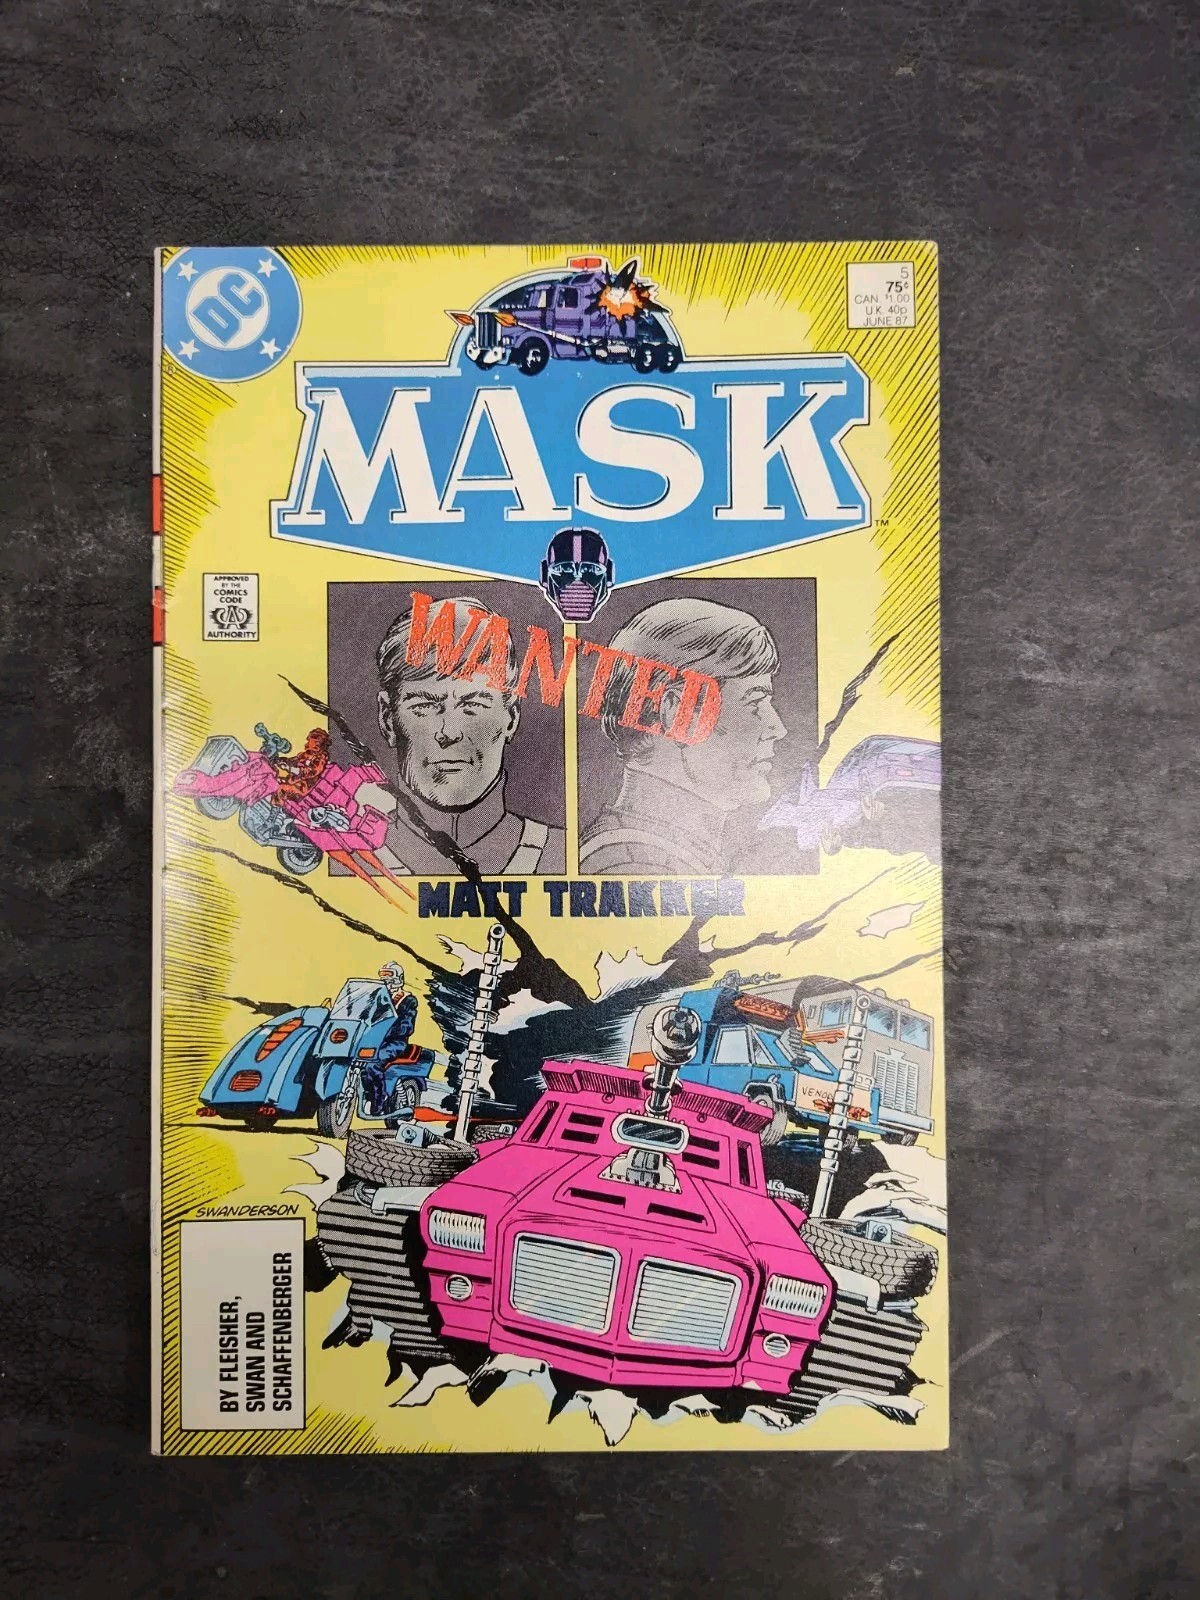 DC
5
75¢
CAN. $1.00
U.K. 40p
JUNE 87
MASK
TM
APPROVED
BY THE
COMICS
CODE
CA
AUTHORITY
WANTED
MATT TRAKKER
VENOM
SWANDERSON
BY FLEISHER,
SWAN AND
SCHAFFENBERGER